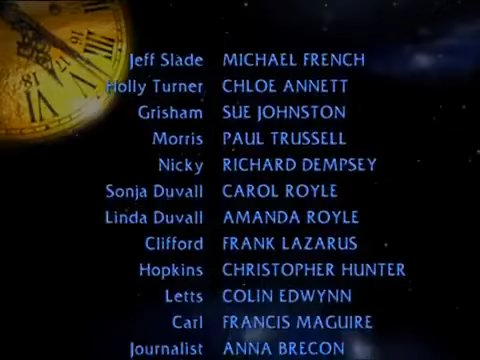 Jeff Slade MICHAEL FRENCH
Holly Turner CHLOE ANNETT
Grisham SUE JOHNSTON
Morris PAUL TRUSSELL
Nicky RICHARD DEMPSEY
Sonja Duvall CAROL ROYLE
Linda Duvall AMANDA ROYLE
Clifford FRANK LAZARUS
Hopkins CHRISTOPHER HUNTER
Letts COLIN EDWYNN
Carl FRANCIS MAGUIRE
Journalist ANNA BRECON